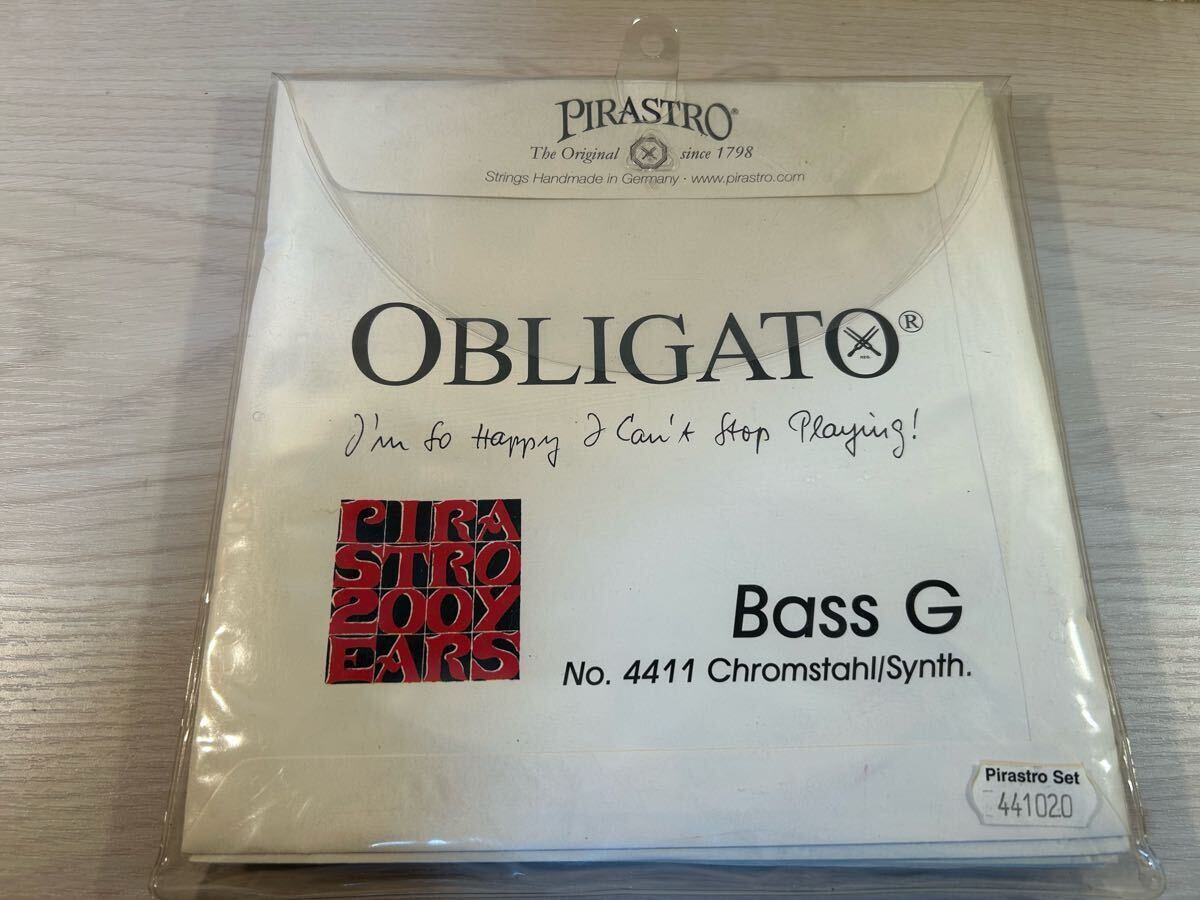 PIRASTRO®
The Original since 1798
Strings Handmade in Germany · www.pirastro.com
OBLIGATO®
REG.
I'm So Happy I Can't Stop Playing!
PIRA
STRO
200Y
EARS
Bass G
No. 4411 Chromstahl/Synth.
Pirastro Set
441020